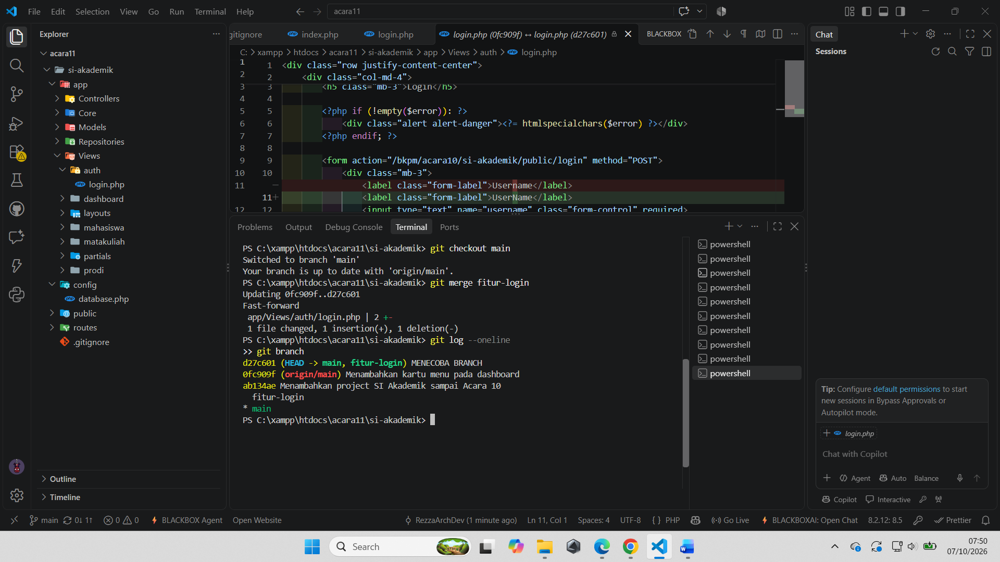 File Edit Selection View Go Run Terminal Help
acara11
Explorer
acara11
si-akademik
app
Controllers
Core
Models
Repositories
Views
auth
login.php
dashboard
layouts
mahasiswa
matakuliah
partials
prodi
config
database.php
public
routes
.gitignore
Outline
Timeline
gitignore index.php login.php login.php (0fc909f) ↔ login.php (d27c601) BLACKBOX
C: > xampp > htdocs > acara11 > si-akademik > app > Views > auth > login.php
1 1 <div class="row justify-content-center">
2 2 <div class="col-md-4">
3 3 <h5 class="mb-3">Login</h5>
4 4
5 5 <?php if (!empty($error)): ?>
6 6 <div class="alert alert-danger"><?= htmlspecialchars($error) ?></div>
7 7 <?php endif; ?>
8 8
9 9 <form action="/bkpm/acara10/si-akademik/public/login" method="POST">
10 10 <div class="mb-3">
11 − <label class="form-label">Username</label>
11+ <label class="form-label">UserName</label>
12 12 <input type="text" name="username" class="form-control" required>
Problems Output Debug Console Terminal Ports
PS C:\xampp\htdocs\acara11\si-akademik> git checkout main
Switched to branch 'main'
Your branch is up to date with 'origin/main'.
PS C:\xampp\htdocs\acara11\si-akademik> git merge fitur-login
Updating 0fc909f..d27c601
Fast-forward
app/Views/auth/login.php | 2 +-
1 file changed, 1 insertion(+), 1 deletion(-)
PS C:\xampp\htdocs\acara11\si-akademik> git log --oneline
>> git branch
d27c601 (HEAD -> main, fitur-login) MENECOBA BRANCH
0fc909f (origin/main) Menambahkan kartu menu pada dashboard
ab134ae Menambahkan project SI Akademik sampai Acara 10
fitur-login
* main
PS C:\xampp\htdocs\acara11\si-akademik>
powershell
powershell
powershell
powershell
powershell
powershell
powershell
powershell
powershell
powershell
Chat
Sessions
Tip: Configure default permissions to start
new sessions in Bypass Approvals or
Autopilot mode.
login.php
Chat with Copilot
Agent Auto Balance
Copilot Interactive
main 0↓ 1↑ 0 0 BLACKBOX Agent Open Website RezzaArchDev (1 minute ago) Ln 11, Col 1 Spaces: 4 UTF-8 { } PHP Go Live BLACKBOXAI: Open Chat 8.2.12: 8.5 Prettier
Search
07:50
07/10/2026